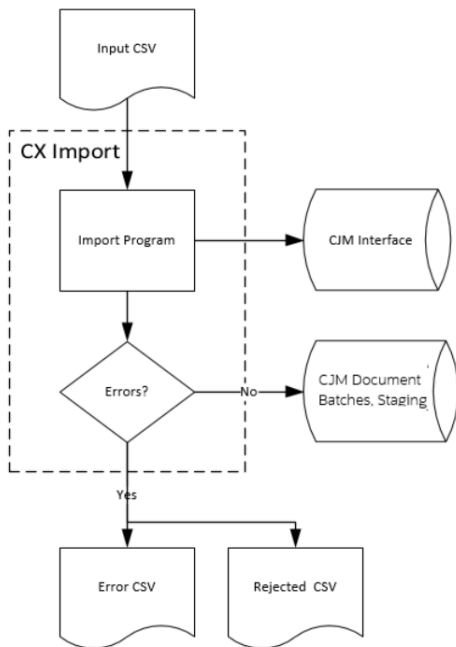 Input CSV
CX Import
Import Program
CJM Interface
Errors?
No
CJM Document
Batches, Staging
Yes
Error CSV
Rejected CSV